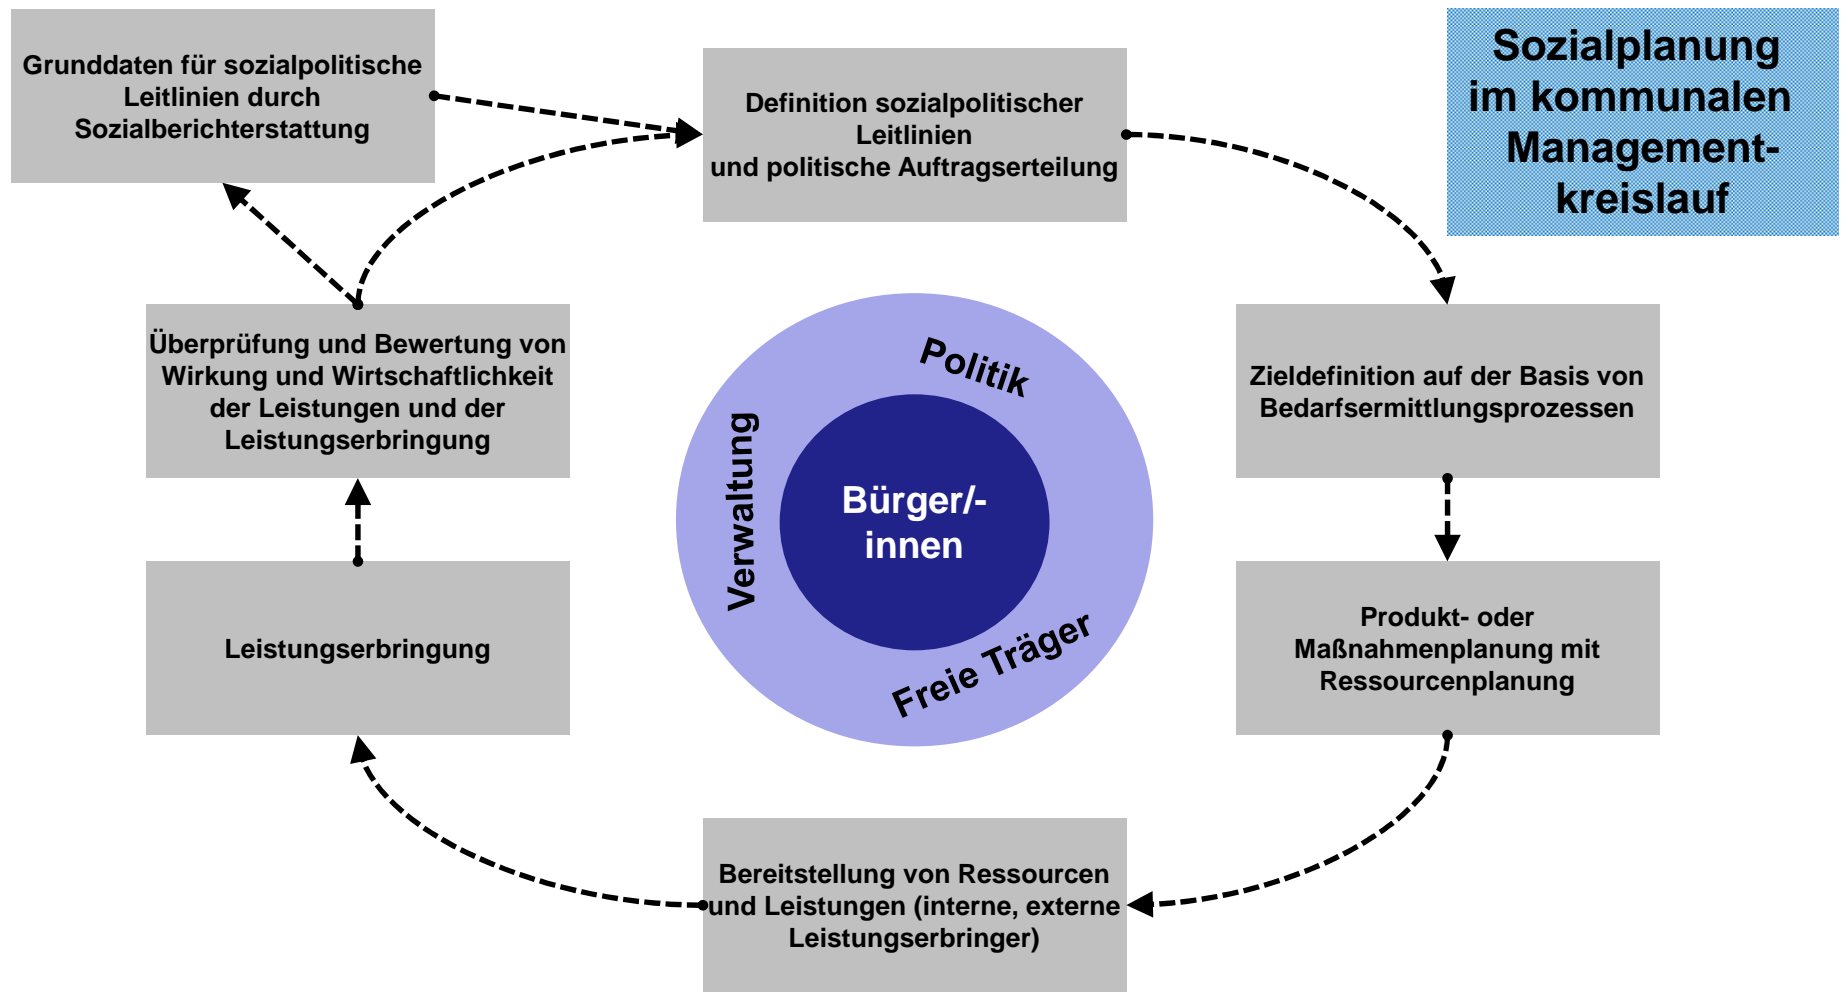 Grunddaten für sozialpolitische
Leitlinien durch
Sozialberichterstattung
Definition sozialpolitischer
Leitlinien
und politische Auftragserteilung
Sozialplanung
im kommunalen
Management-
kreislauf
Überprüfung und Bewertung von
Wirkung und Wirtschaftlichkeit
der Leistungen und der
Leistungserbringung
Politik
Verwaltung
Bürger/-
innen
Freie Träger
Zieldefinition auf der Basis von
Bedarfsermittlungsprozessen
Leistungserbringung
Produkt- oder
Maßnahmenplanung mit
Ressourcenplanung
Bereitstellung von Ressourcen
und Leistungen (interne, externe
Leistungserbringer)